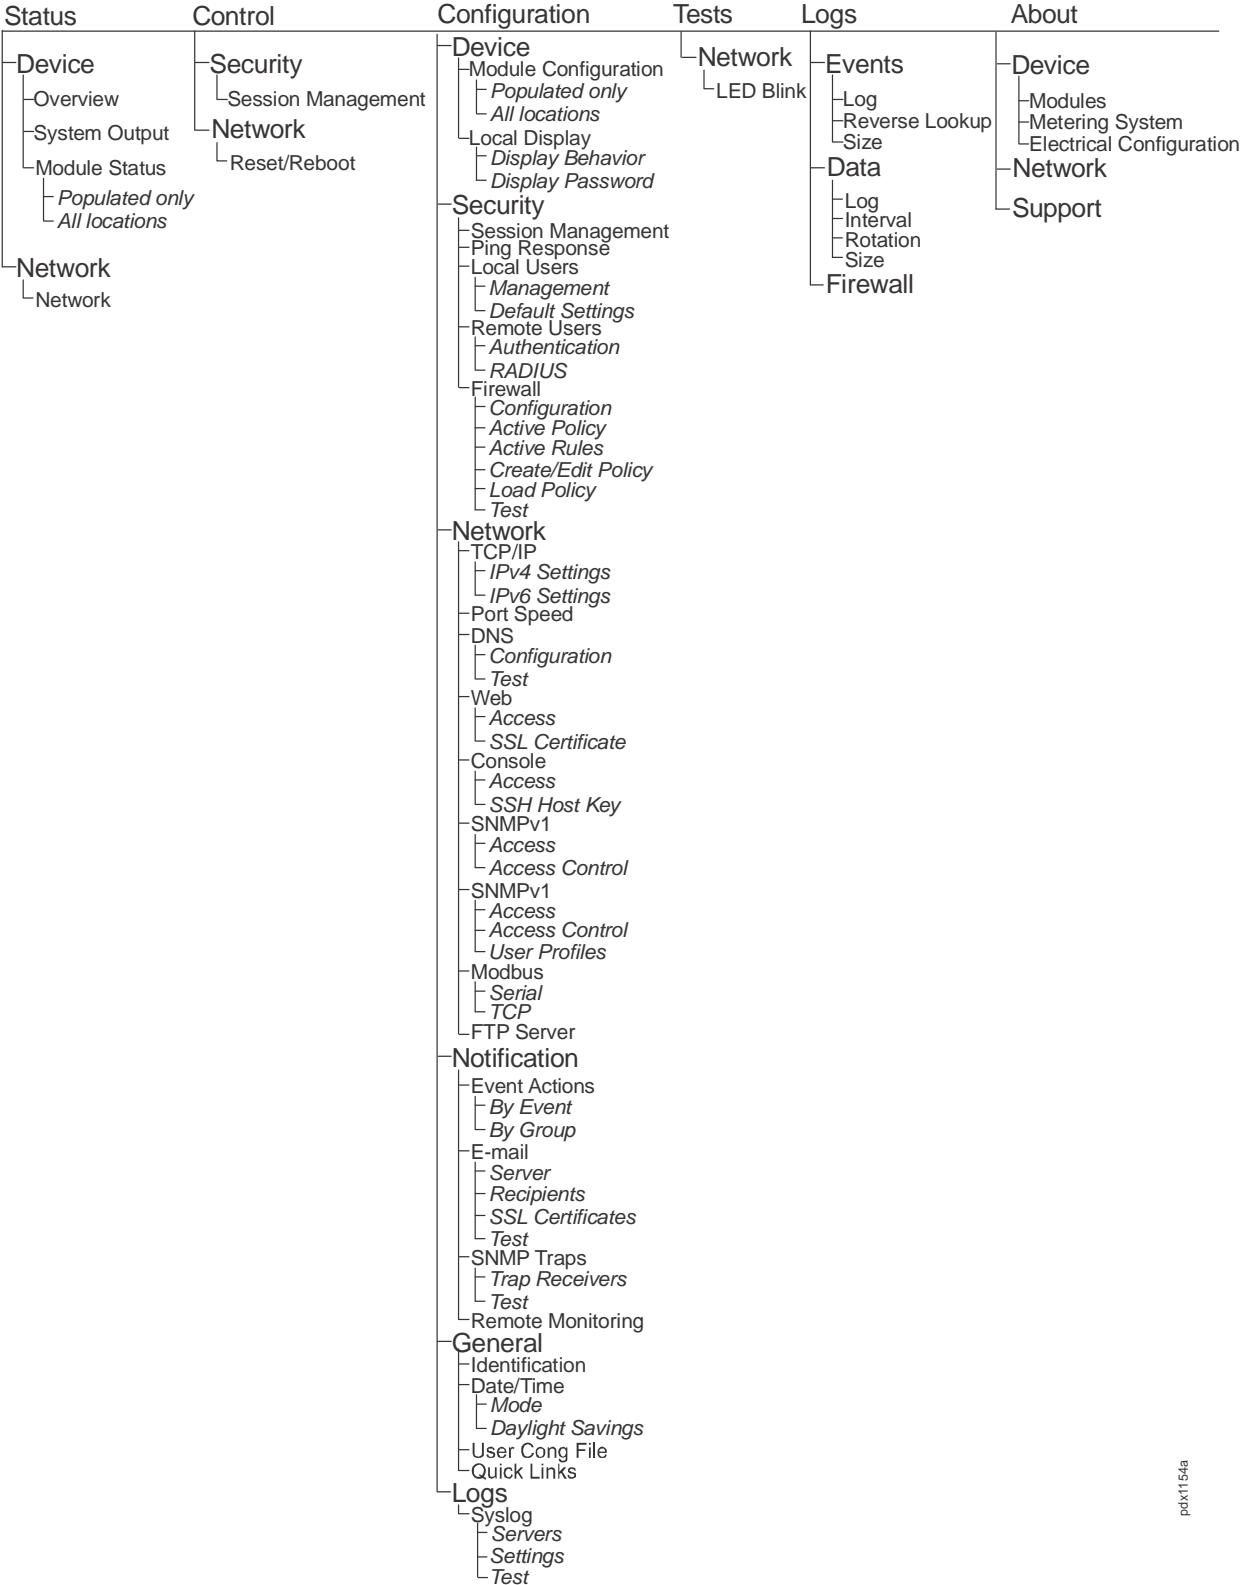 Status
Device
Overview
System Output
Module Status
Populated only
All locations
Network
Network
Control
Security
Session Management
Network
Reset/Reboot
Configuration
Device
Module Configuration
Populated only
All locations
Local Display
Display Behavior
Display Password
Security
Session Management
Ping Response
Local Users
Management
Default Settings
Remote Users
Authentication
RADIUS
Firewall
Configuration
Active Policy
Active Rules
Create/Edit Policy
Load Policy
Test
Network
TCP/IP
IPv4 Settings
IPv6 Settings
Port Speed
DNS
Configuration
Test
Web
Access
SSL Certificate
Console
Access
SSH Host Key
SNMPv1
Access
Access Control
SNMPv1
Access
Access Control
User Profiles
Modbus
Serial
TCP
FTP Server
Notification
Event Actions
By Event
By Group
E-mail
Server
Recipients
SSL Certificates
Test
SNMP Traps
Trap Receivers
Test
Remote Monitoring
General
Identification
Date/Time
Mode
Daylight Savings
User Cong File
Quick Links
Logs
Syslog
Servers
Settings
Test
Tests
Network
LED Blink
Logs
Events
Log
Reverse Lookup
Size
Data
Log
Interval
Rotation
Size
Firewall
About
Device
Modules
Metering System
Electrical Configuration
Network
Support
pdx1154a